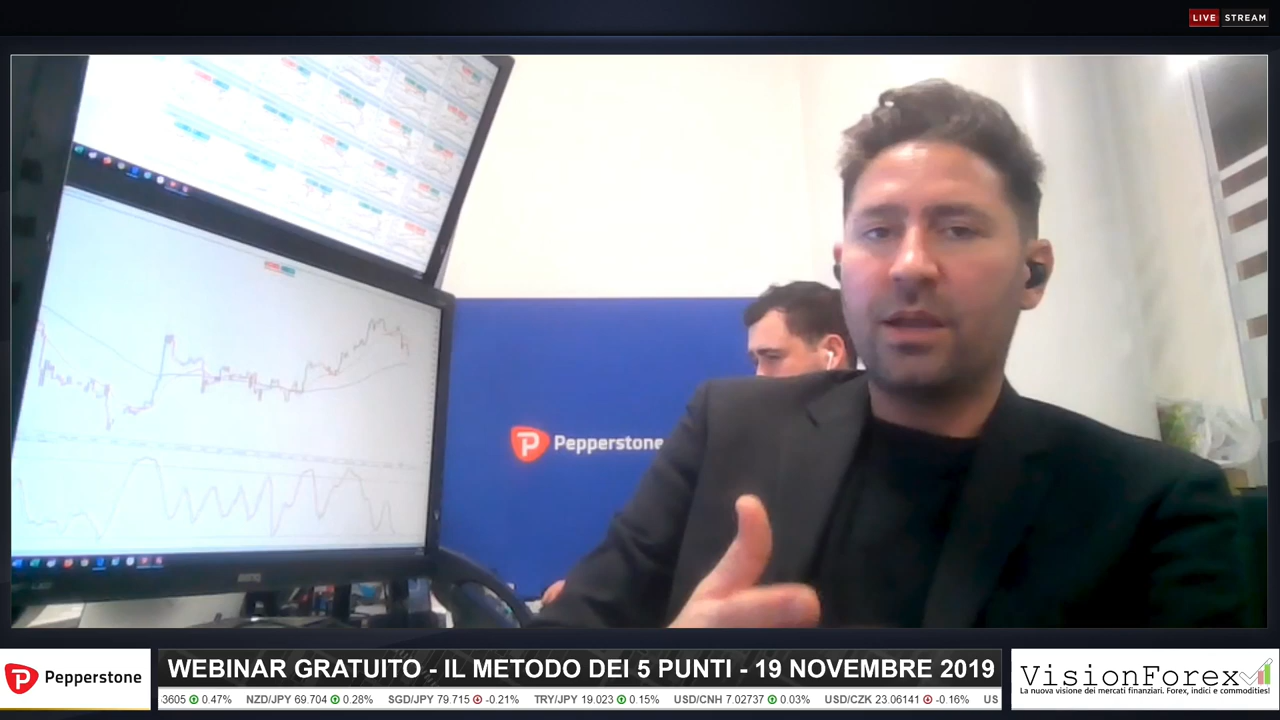 LIVE STREAM
Pepperstone
Pepperstone
WEBINAR GRATUITO - IL METODO DEI 5 PUNTI - 19 NOVEMBRE 2019
3605 0.47% NZD/JPY 69.704 0.28% SGD/JPY 79.715 -0.21% TRY/JPY 19.023 0.15% USD/CNH 7.02737 0.03% USD/CZK 23.06141 -0.16% US
VisionForex
La nuova visione dei mercati finanziari. Forex, indici e commodities!